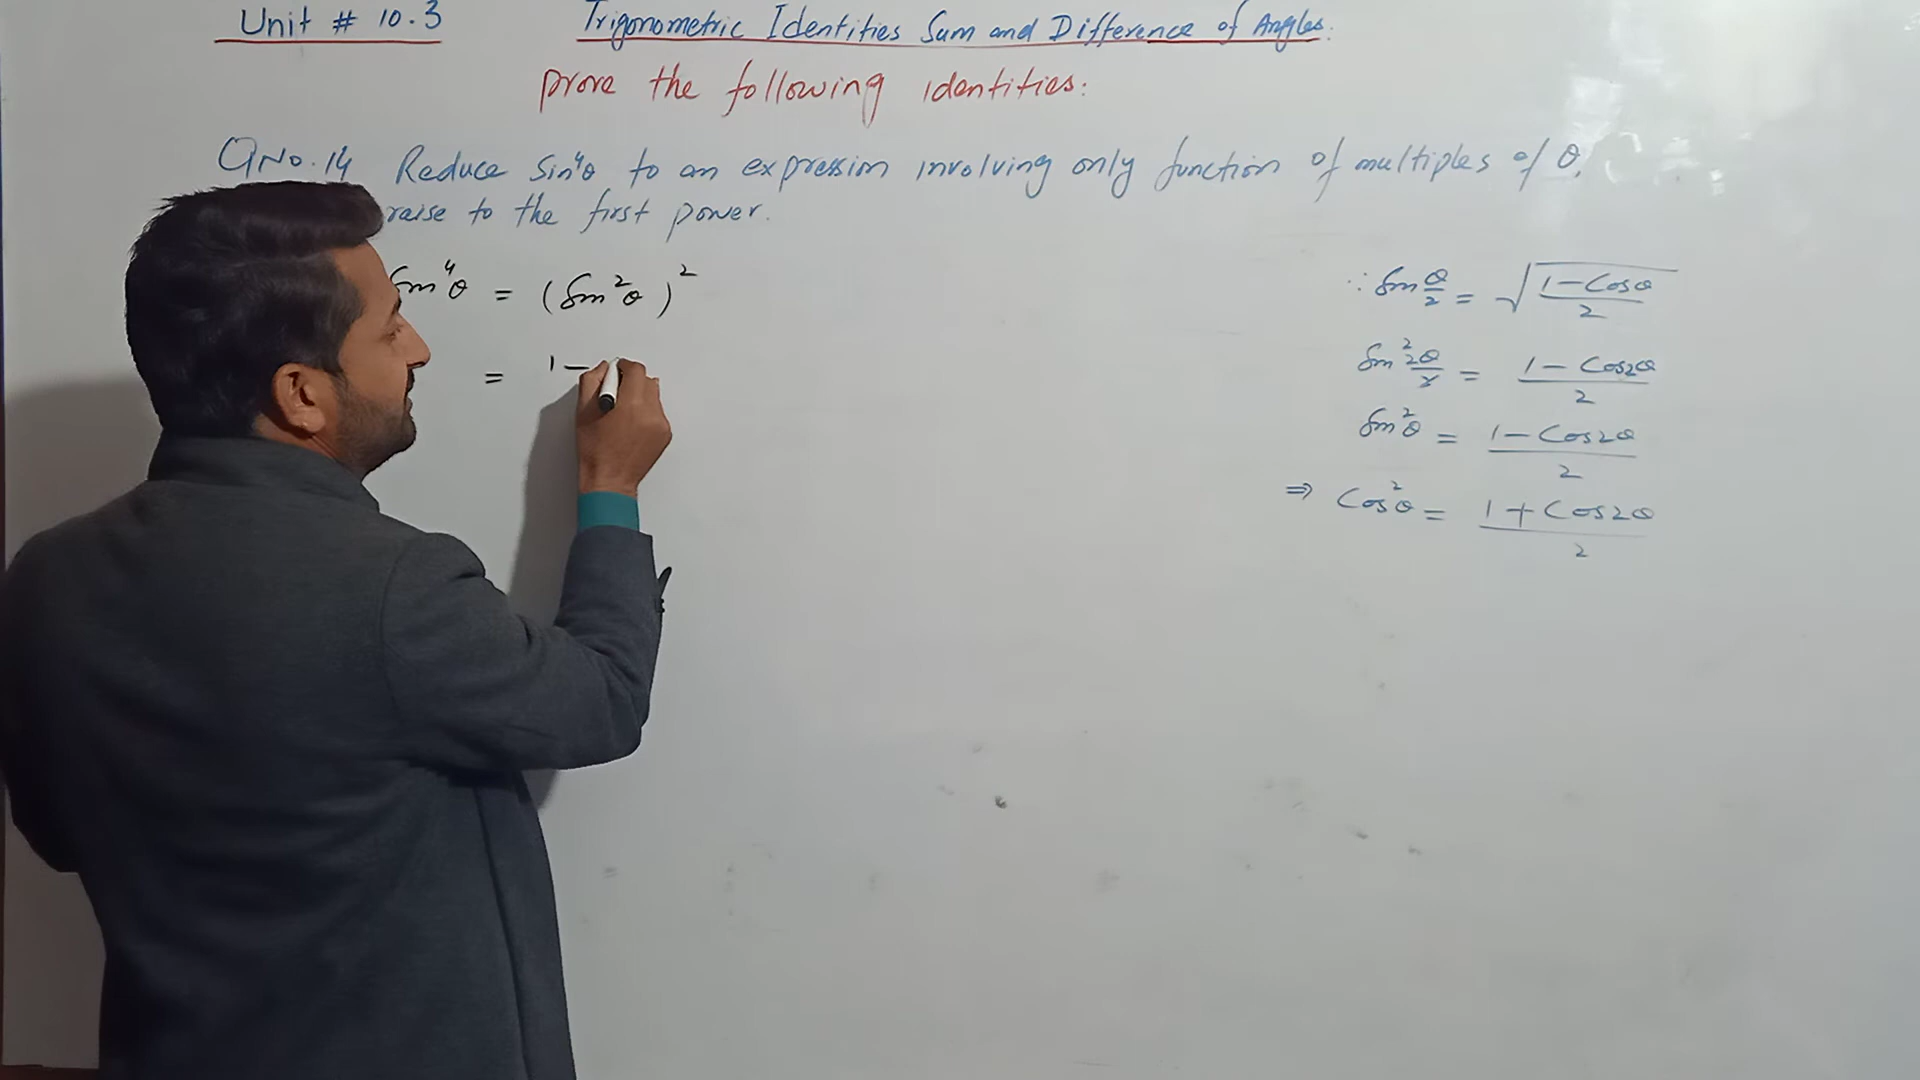 Unit # 10.3 Trigonometric Identities Sum and Difference of Angles.
Prove the following identities:
QNo.14 Reduce Sin⁴θ to an expression involving only function of multiples of θ,
raise to the first power.
Sin⁴θ = (Sin²θ)²
= 1 –
∵ Sin θ/2 = √(1 – Cosθ / 2)
Sin² 2θ/2 = 1 – Cos2θ / 2
Sin²θ = 1 – Cos2θ / 2
⇒ Cos²θ = 1 + Cos2θ / 2